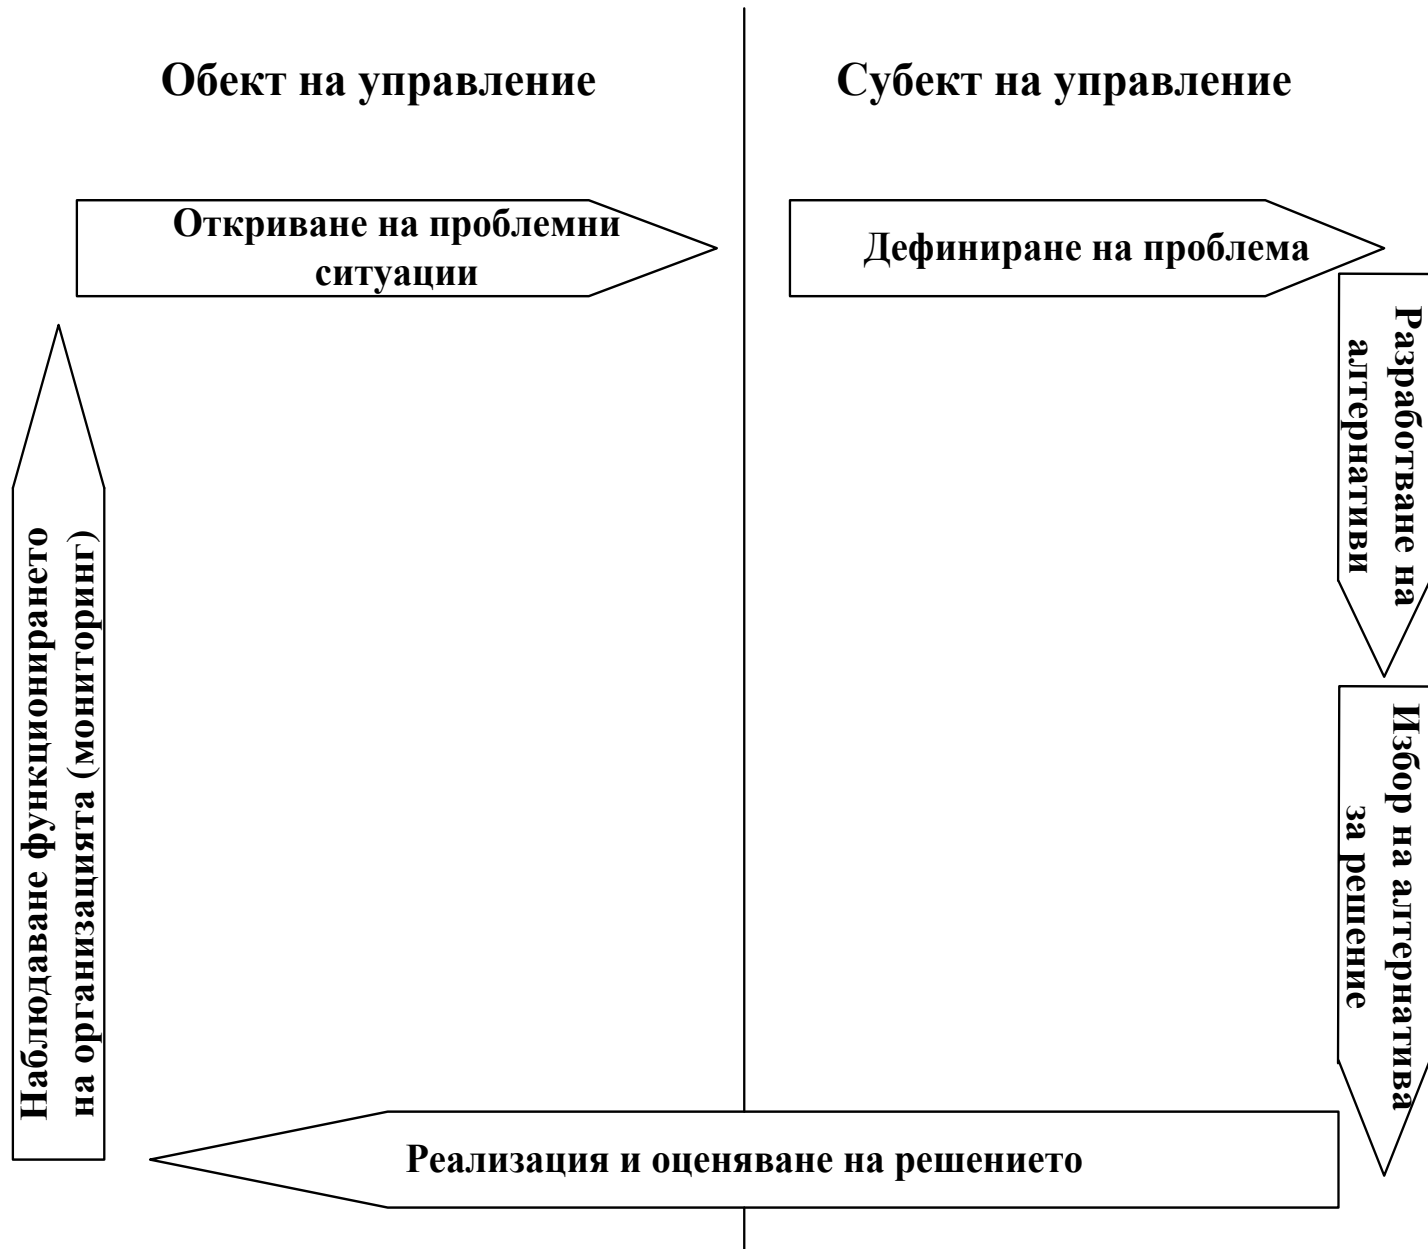 Обект на управление
Субект на управление
Откриване на проблемни
ситуации
Дефиниране на проблема
Разработване на
алтернативи
Избор на алтернатива
за решение
Реализация и оценяване на решението
Наблюдаване функционирането
на организацията (мониторинг)